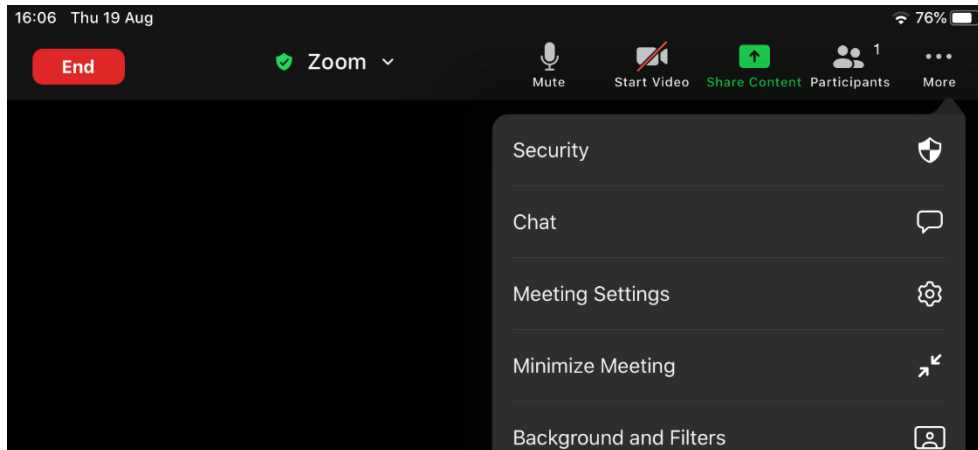 16:06 Thu 19 Aug 76%
End Zoom 1
Mute Start Video Share Content Participants More
Security
Chat
Meeting Settings
Minimize Meeting
Background and Filters